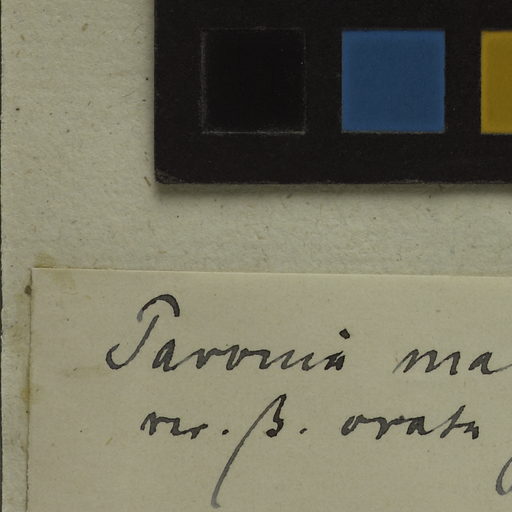 Pavonia ma
var. β. ovata